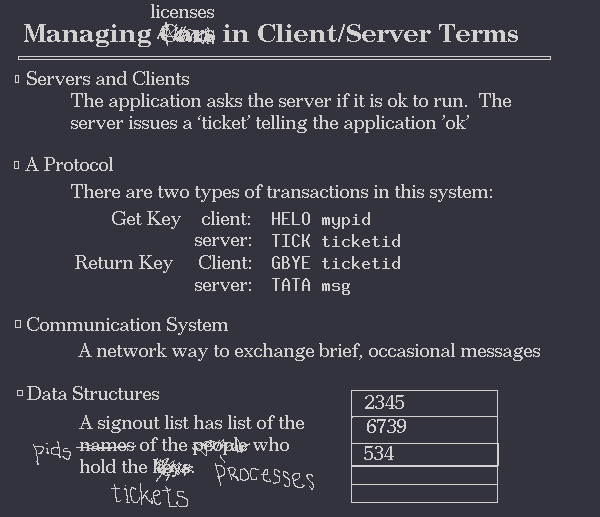 licenses
Managing Cars in Client/Server Terms
Servers and Clients
The application asks the server if it is ok to run. The
server issues a ‘ticket’ telling the application ’ok’
A Protocol
There are two types of transactions in this system:
Get Key client: HELO mypid
server: TICK ticketid
Return Key Client: GBYE ticketid
server: TATA msg
Communication System
A network way to exchange brief, occasional messages
Data Structures
A signout list has list of the
pids names of the people who
hold the keys. PROCESSES
tickets
2345
6739
534